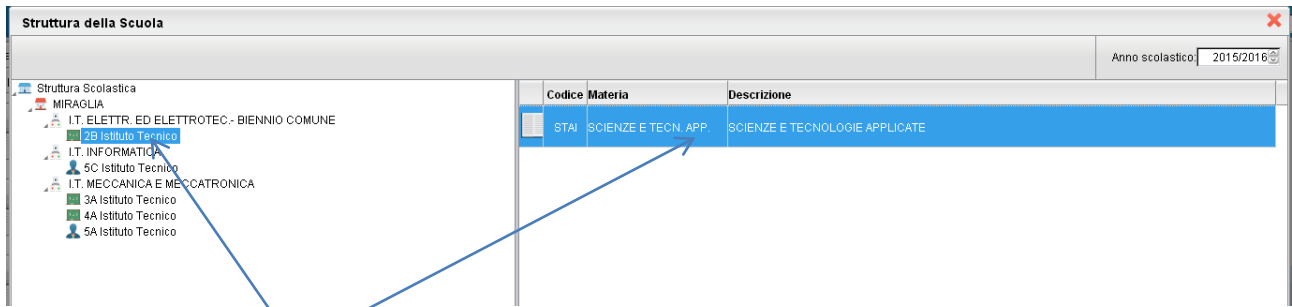 Struttura della Scuola
Anno scolastico: 2015/2016
Struttura Scolastica
MIRAGLIA
I.T. ELETTR. ED ELETTROTEC.- BIENNIO COMUNE
2B Istituto Tecnico
I.T. INFORMATICA
5C Istituto Tecnico
I.T. MECCANICA E MECCATRONICA
3A Istituto Tecnico
4A Istituto Tecnico
5A Istituto Tecnico
Codice Materia Descrizione
STAI SCIENZE E TECN. APP. SCIENZE E TECNOLOGIE APPLICATE